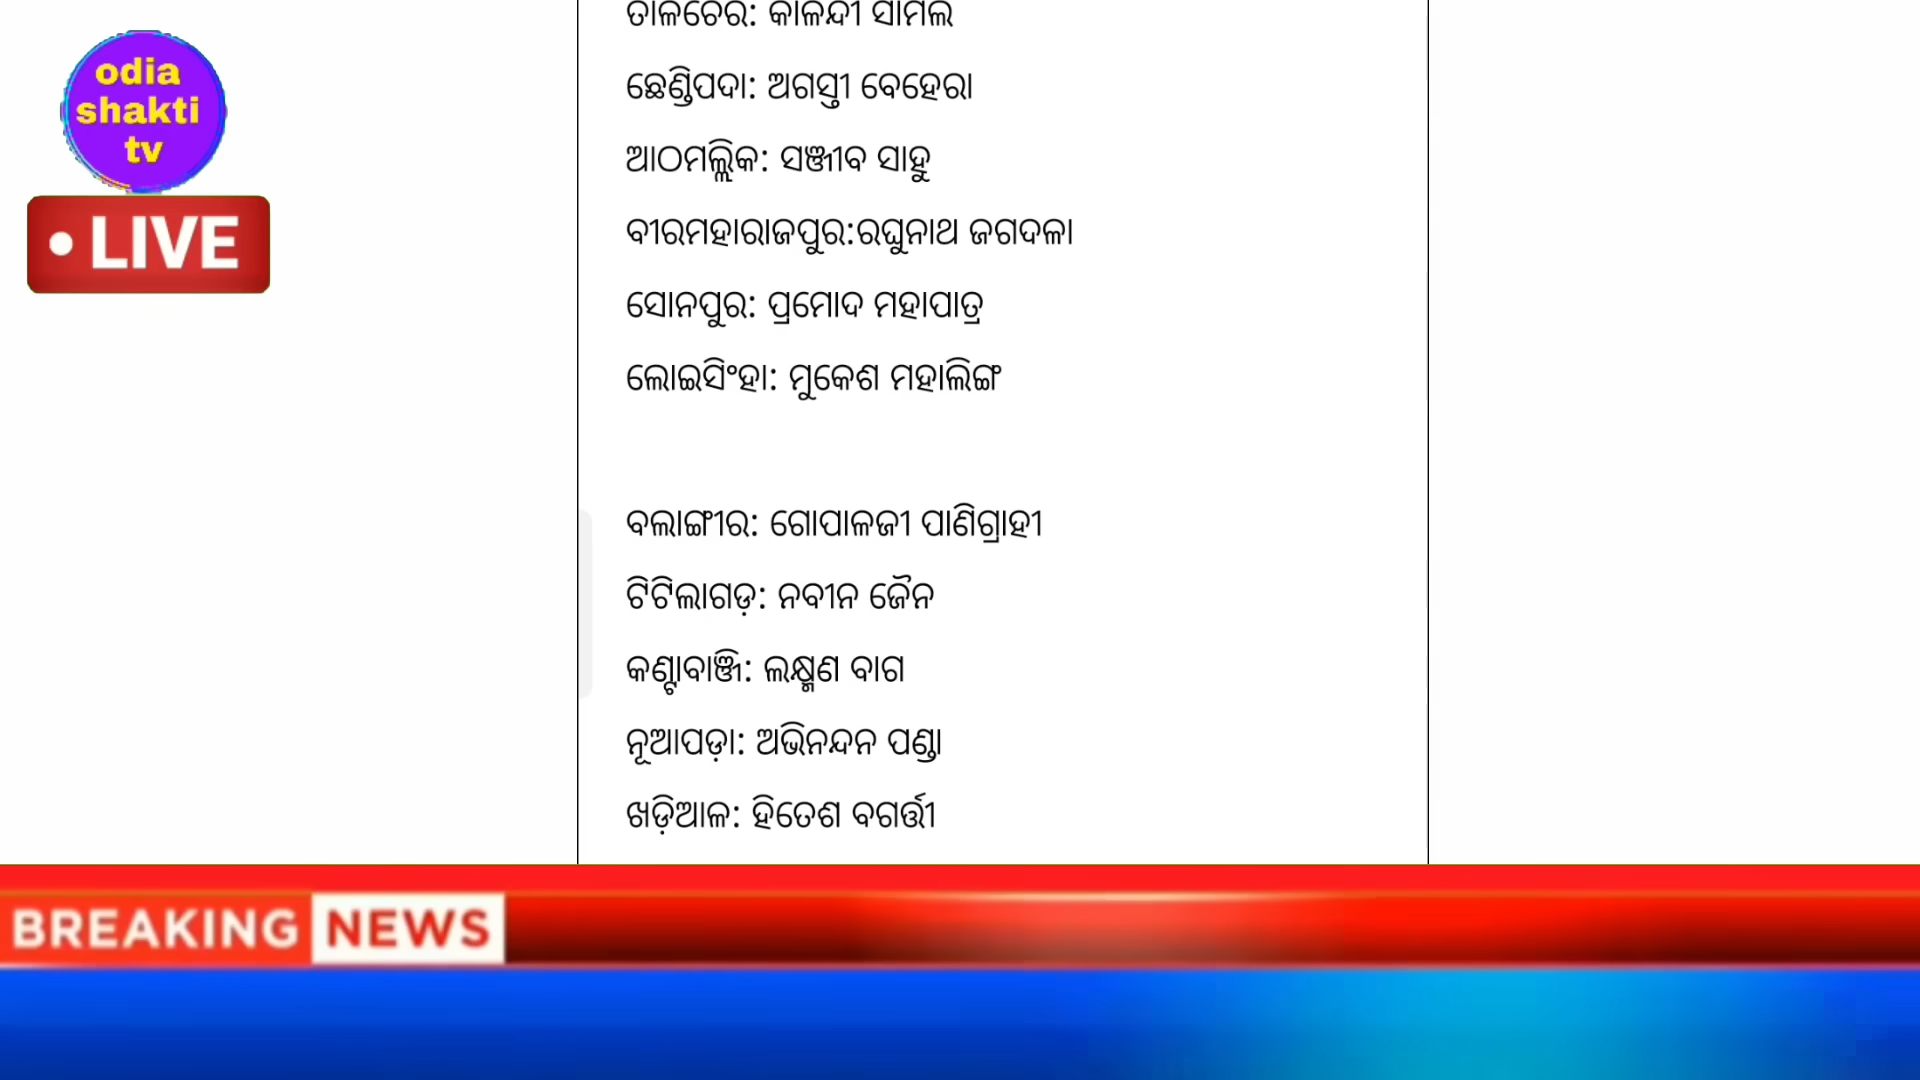 ତାଳଚେର: କାଳନ୍ଦୀ ସାମଲ
odia
shakti
tv
LIVE
ଛେଣ୍ଡିପଦା: ଅଗସ୍ତୀ ବେହେରା
ଆଠମଲ୍ଲିକ: ସଞ୍ଜୀବ ସାହୁ
ବୀରମହାରାଜପୁର:ରଘୁନାଥ ଜଗଦଳା
ସୋନପୁର: ପ୍ରମୋଦ ମହାପାତ୍ର
ଲୋଇସିଂହା: ମୁକେଶ ମହାଲିଙ୍ଗ
ବଲାଙ୍ଗୀର: ଗୋପାଳଜୀ ପାଣିଗ୍ରାହୀ
ଟିଟିଲାଗଡ଼: ନବୀନ ଜୈନ
କଣ୍ଟାବାଞ୍ଜି: ଲକ୍ଷ୍ମଣ ବାଗ
ନୂଆପଡ଼ା: ଅଭିନନ୍ଦନ ପଣ୍ଡା
ଖଡ଼ିଆଳ: ହିତେଶ ବଗର୍ତ୍ତୀ
BREAKING NEWS